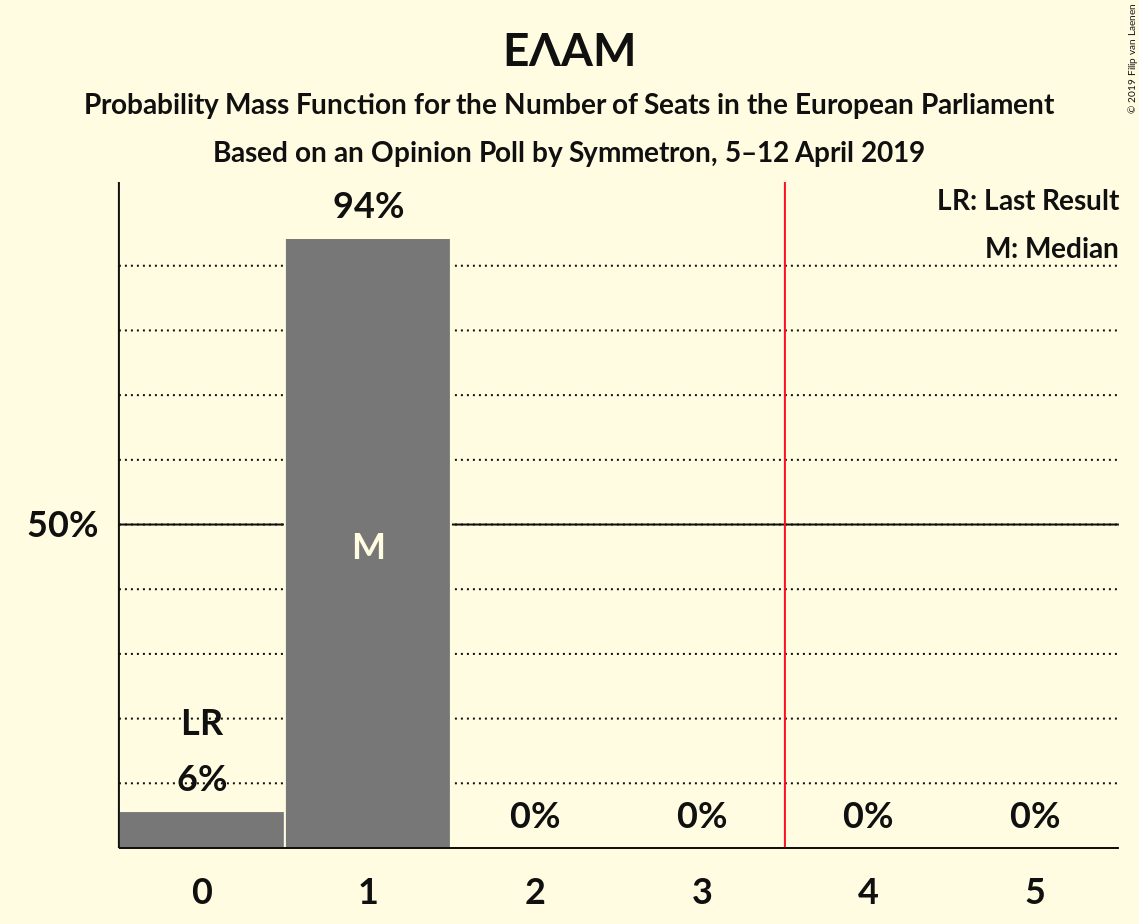 ΕΛΑΜ
Probability Mass Function for the Number of Seats in the European Parliament
Based on an Opinion Poll by Symmetron, 5–12 April 2019
© 2019 Filip van Laenen
LR: Last Result
M: Median
94%
50%
M
LR
6%
0%
0%
0%
0%
0 1 2 3 4 5